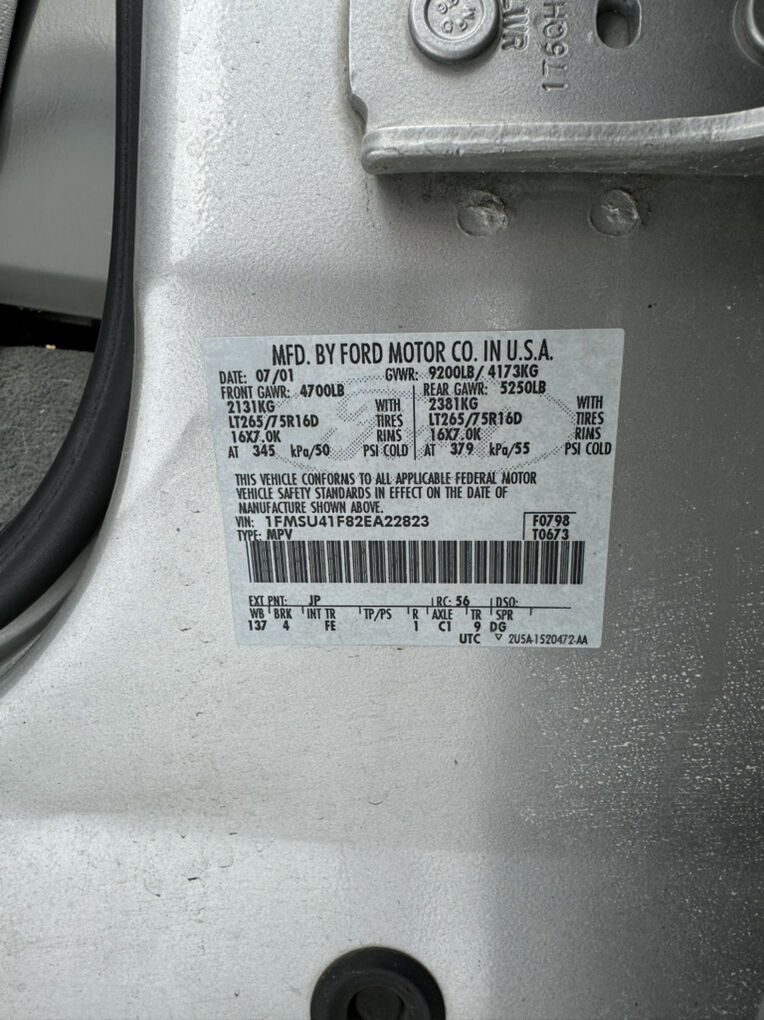 LWR
1760H
MFD. BY FORD MOTOR CO. IN U.S.A.
DATE: 07/01 GVWR: 9200LB/ 4173KG
FRONT GAWR: 4700LB REAR GAWR: 5250LB
2131KG WITH 2381KG WITH
LT265/75R16D TIRES LT265/75R16D TIRES
16X7.0K RIMS 16X7.0K RIMS
AT 345 kPa/50 PSI COLD AT 379 kPa/55 PSI COLD
THIS VEHICLE CONFORMS TO ALL APPLICABLE FEDERAL MOTOR
VEHICLE SAFETY STANDARDS IN EFFECT ON THE DATE OF
MANUFACTURE SHOWN ABOVE.
VIN: 1FMSU41F82EA22823 F0798
TYPE: MPV T0673
EXT PNT: JP RC: 56 DSO:
WB BRK INT TR TP/PS R AXLE TR SPR
137 4 FE 1 C1 9 DG
UTC 2U5A-1520472-AA